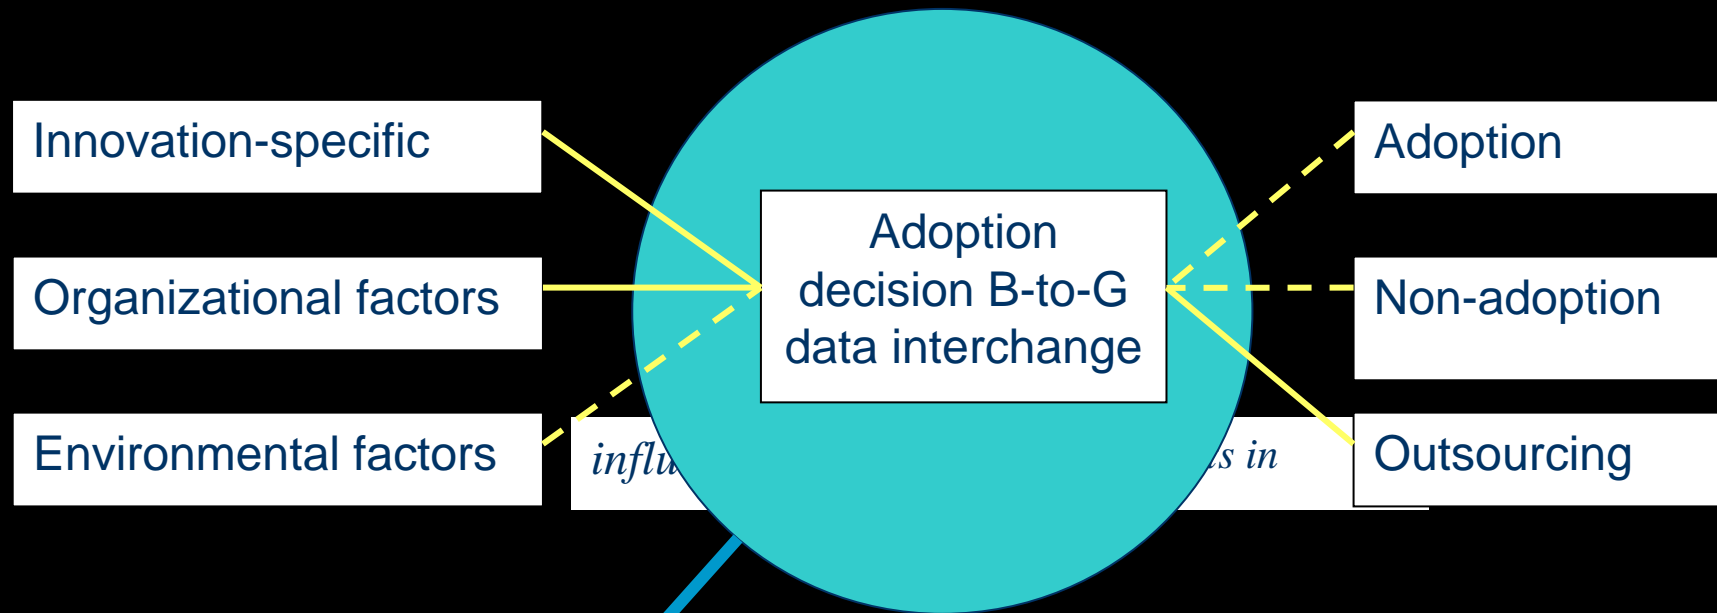 Innovation-specific
Organizational factors
Environmental factors
Adoption
decision B-to-G
data interchange
in
Adoption
Non-adoption
Outsourcing